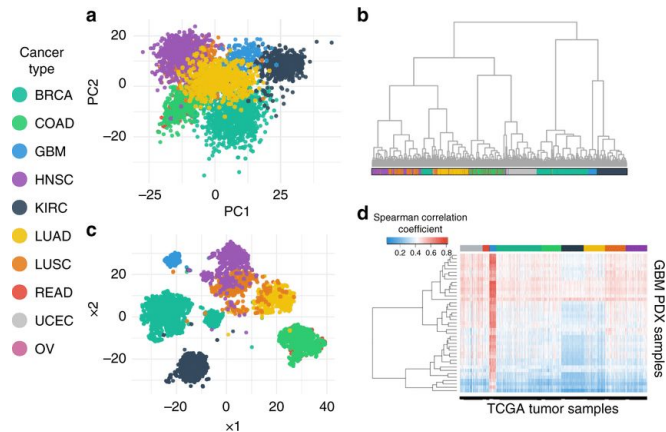 Cancer
type
BRCA
COAD
GBM
HNSC
KIRC
LUAD
LUSC
READ
UCEC
OV
a
20
0
−20
PC2
−25
0
25
PC1
b
c
20
0
−20
x2
−20
0
20
40
x1
d
Spearman correlation
coefficient
0
0.2
0.4
0.6
0.8
GBM PDX samples
TCGA tumor samples